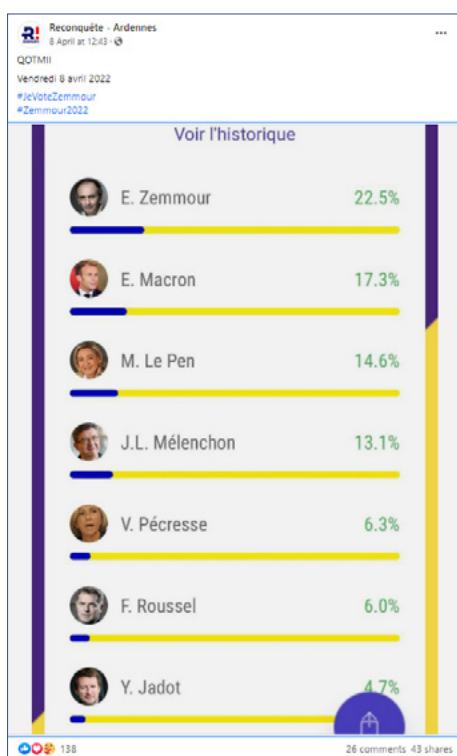 R!
Reconquête - Ardennes
8 April at 12:43 ·
QOTMII
Vendredi 8 avril 2022
#JeVoteZemmour
#Zemmour2022
Voir l'historique
E. Zemmour 22.5%
E. Macron 17.3%
M. Le Pen 14.6%
J.L. Mélenchon 13.1%
V. Pécresse 6.3%
F. Roussel 6.0%
Y. Jadot 4.7%
138 26 comments 43 shares